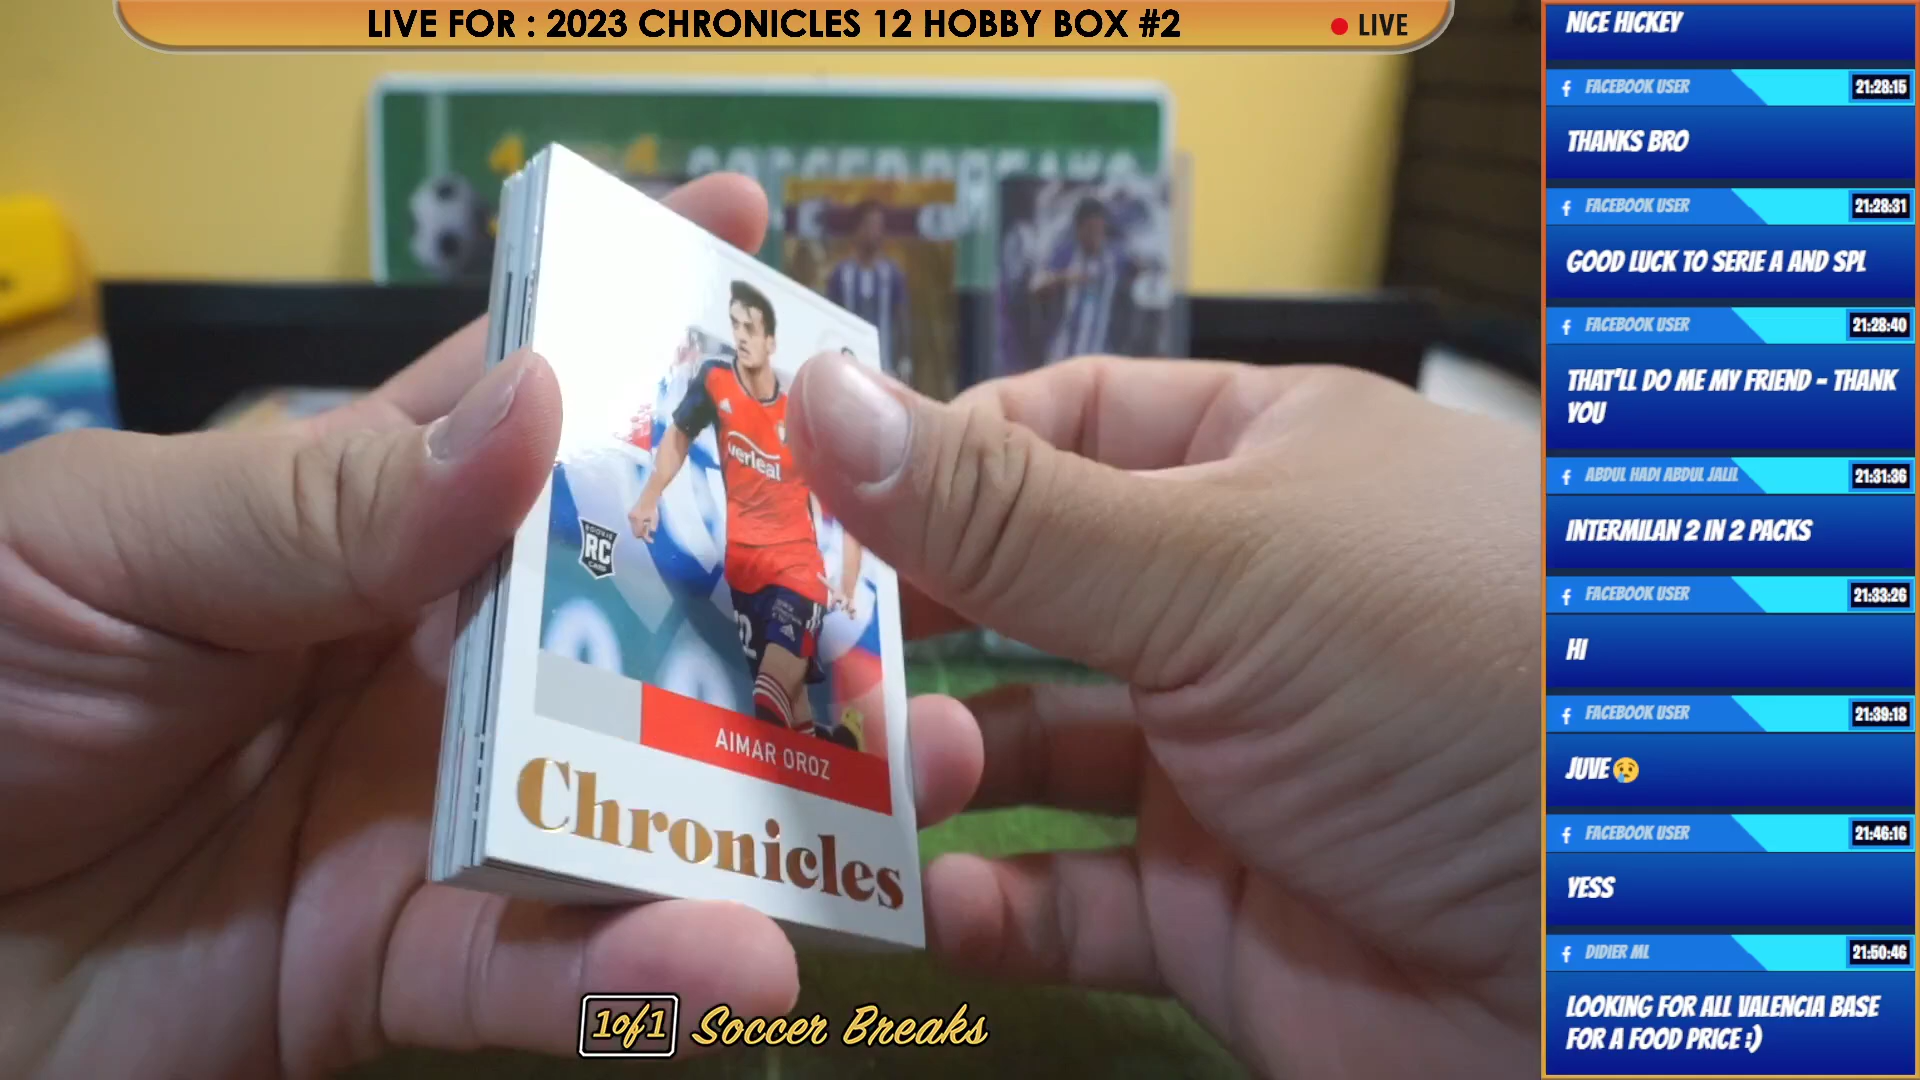 LIVE FOR : 2023 CHRONICLES 12 HOBBY BOX #2
LIVE
verleal
ROOKIE
RC
CARD
AIMAR OROZ
Chronicles
1of1 Soccer Breaks
NICE HICKEY
FACEBOOK USER 21:28:15
THANKS BRO
FACEBOOK USER 21:28:31
GOOD LUCK TO SERIE A AND SPL
FACEBOOK USER 21:28:40
THAT'LL DO ME MY FRIEND - THANK
YOU
ABDUL HADI ABDUL JALIL 21:31:36
INTERMILAN 2 IN 2 PACKS
FACEBOOK USER 21:33:26
HI
FACEBOOK USER 21:39:18
JUVE😢
FACEBOOK USER 21:46:16
YESS
DIDIER ML 21:50:46
LOOKING FOR ALL VALENCIA BASE
FOR A FOOD PRICE :)